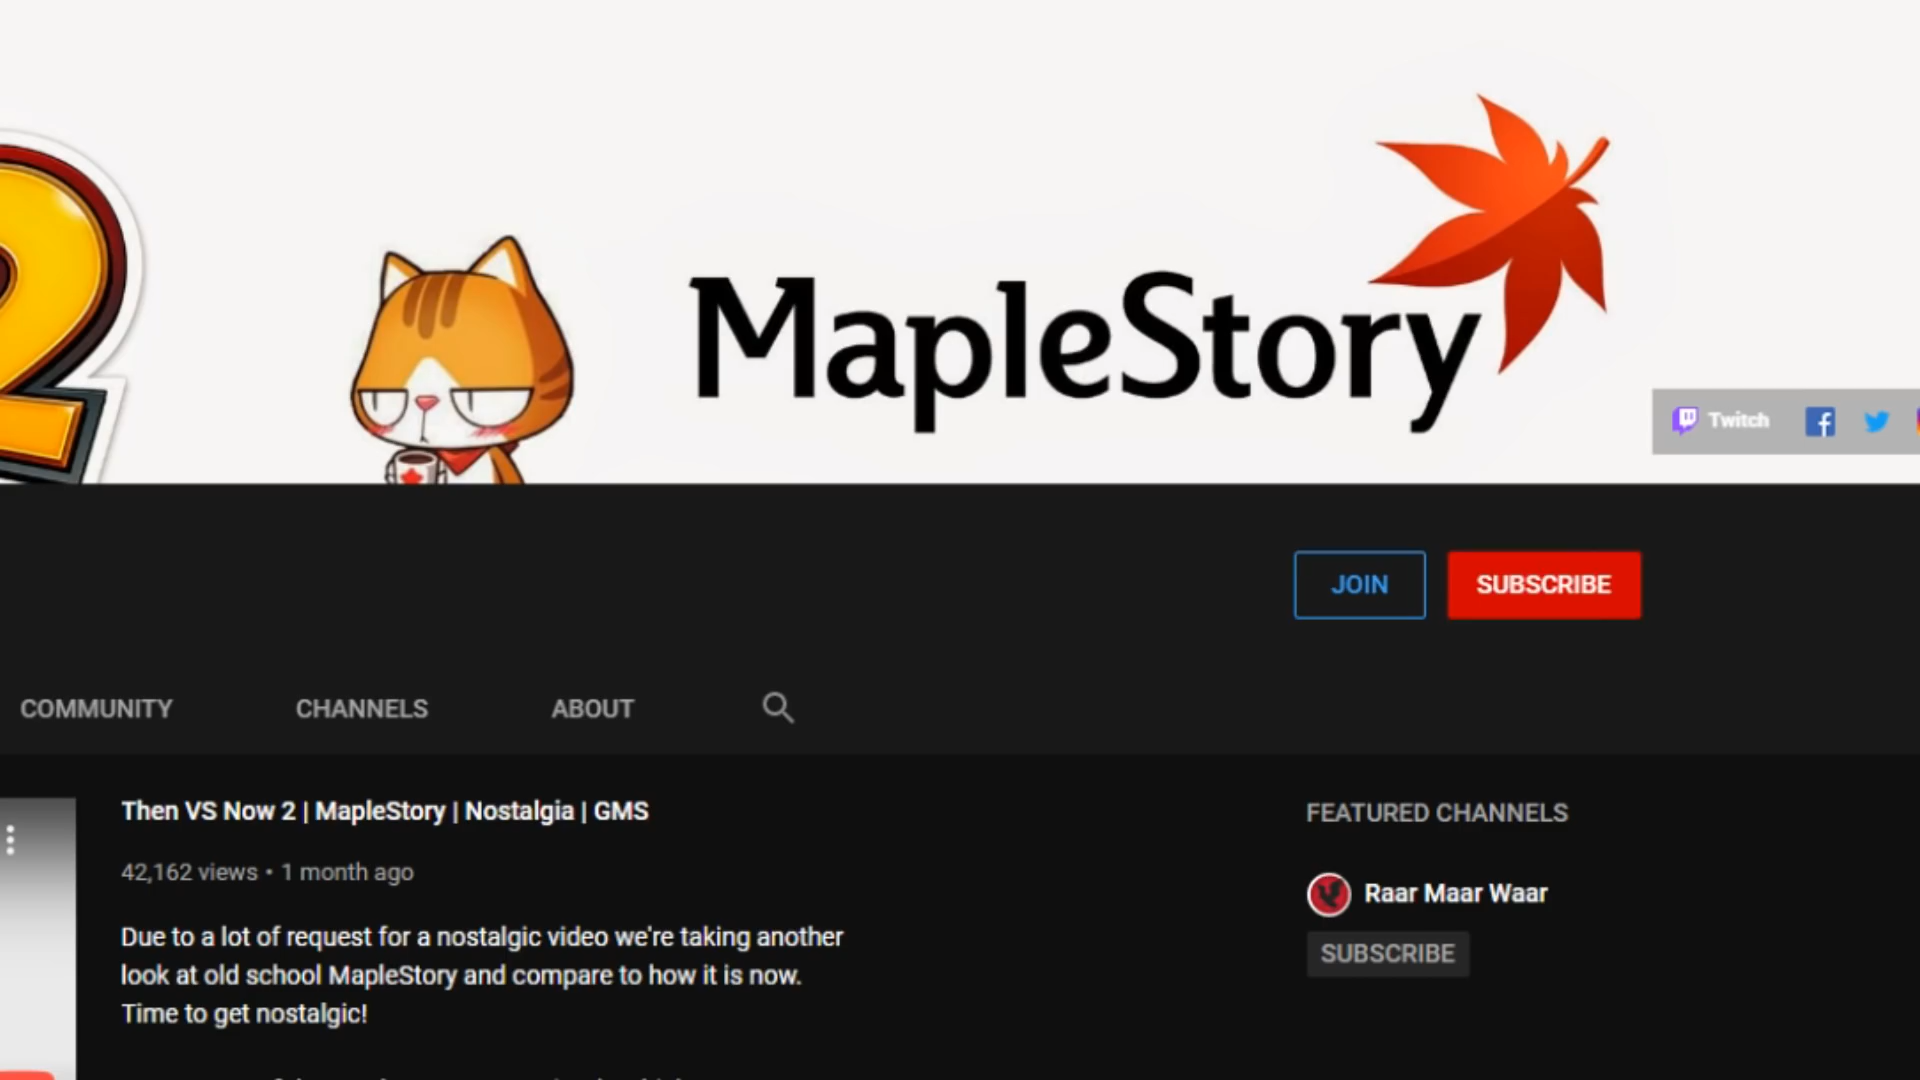 2
MapleStory
Twitch
JOIN
SUBSCRIBE
COMMUNITY
CHANNELS
ABOUT
Then VS Now 2 | MapleStory | Nostalgia | GMS
42,162 views • 1 month ago
Due to a lot of request for a nostalgic video we're taking another
look at old school MapleStory and compare to how it is now.
Time to get nostalgic!
FEATURED CHANNELS
Raar Maar Waar
SUBSCRIBE